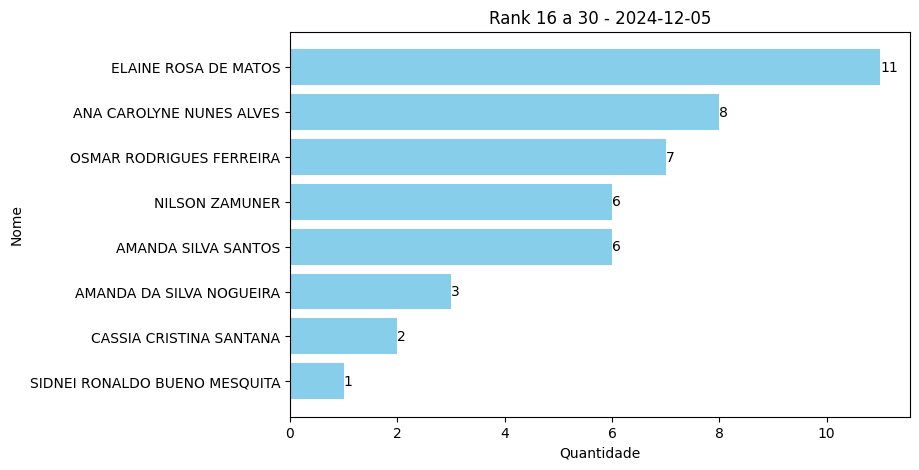 Rank 16 a 30 - 2024-12-05
ELAINE ROSA DE MATOS 11
ANA CAROLYNE NUNES ALVES 8
OSMAR RODRIGUES FERREIRA 7
NILSON ZAMUNER 6
AMANDA SILVA SANTOS 6
AMANDA DA SILVA NOGUEIRA 3
CASSIA CRISTINA SANTANA 2
SIDNEI RONALDO BUENO MESQUITA 1
Nome
0 2 4 6 8 10
Quantidade